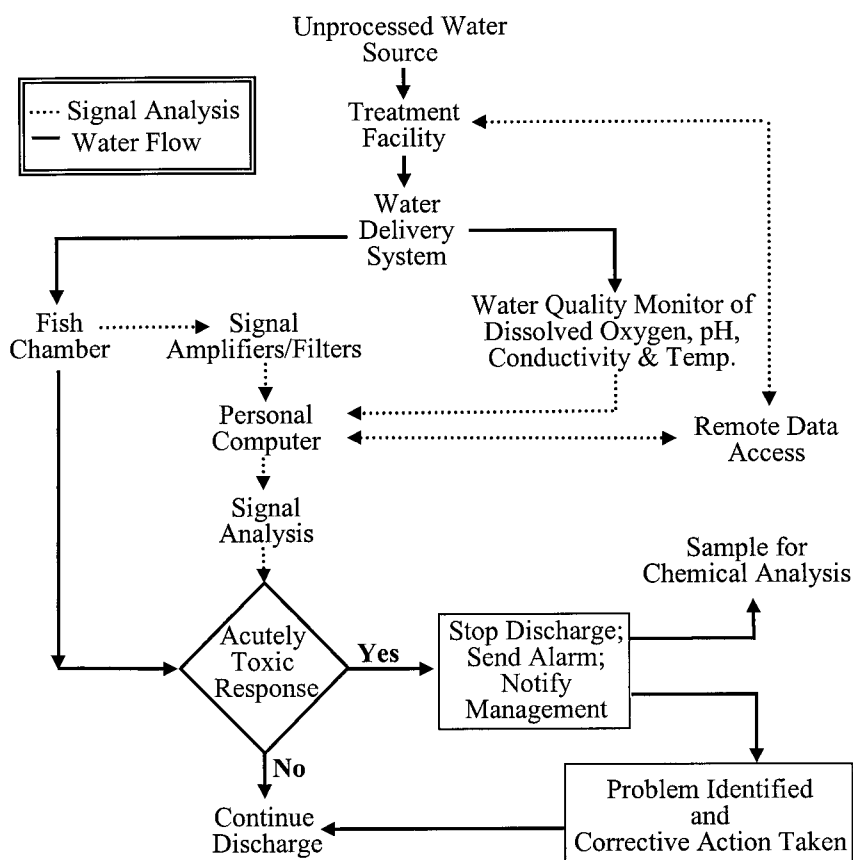 Unprocessed Water
Source
Signal Analysis
Water Flow
Treatment
Facility
Water
Delivery
System
Fish
Chamber
Signal
Amplifiers/Filters
Water Quality Monitor of
Dissolved Oxygen, pH,
Conductivity & Temp.
Personal
Computer
Remote Data
Access
Signal
Analysis
Sample for
Chemical Analysis
Acutely
Toxic
Response
Yes
Stop Discharge;
Send Alarm;
Notify
Management
No
Continue
Discharge
Problem Identified
and
Corrective Action Taken